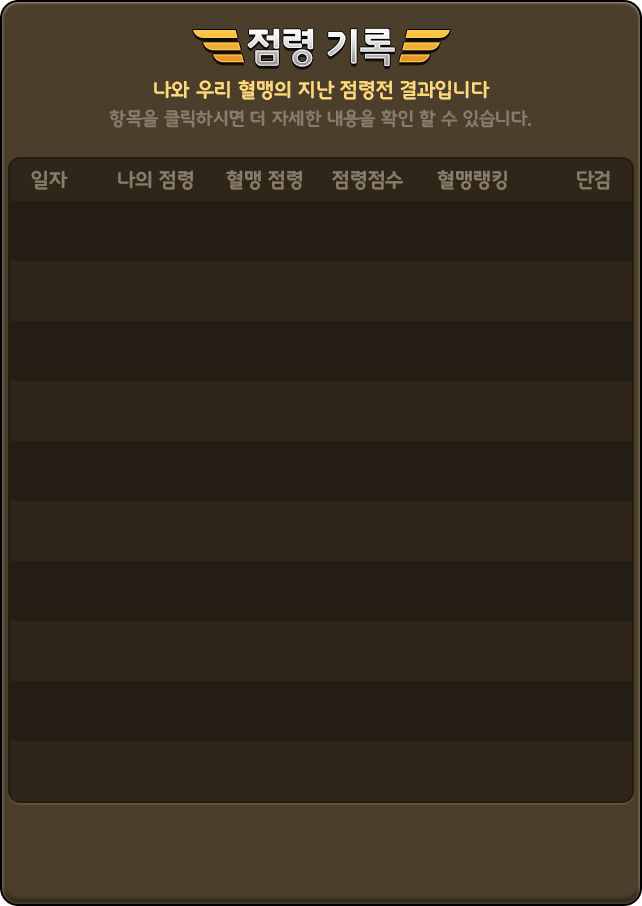 점령 기록
나와 우리 혈맹의 지난 점령전 결과입니다
항목을 클릭하시면 더 자세한 내용을 확인 할 수 있습니다.
일자 나의 점령 혈맹 점령 점령점수 혈맹랭킹 단검